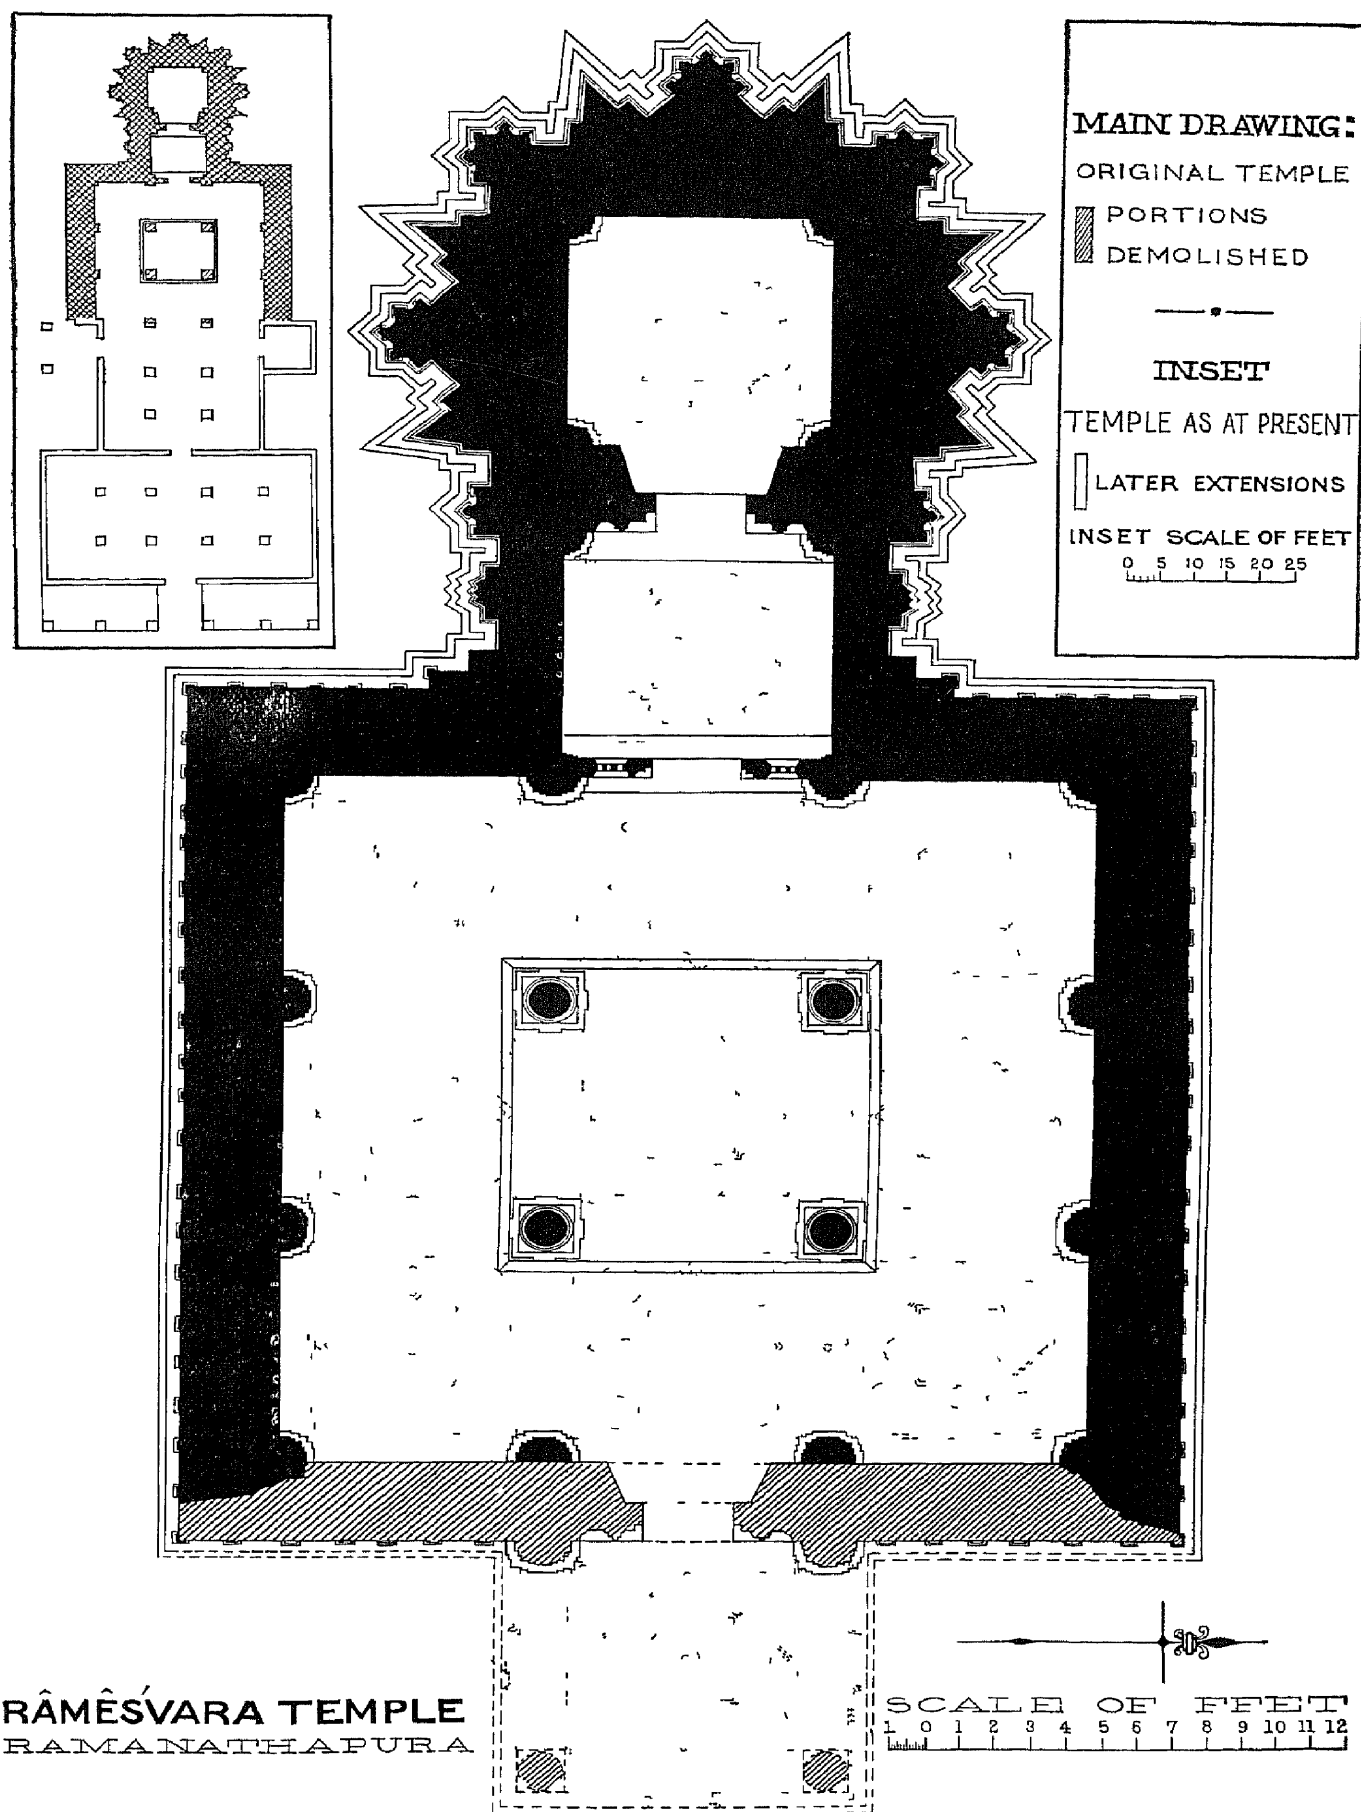 MAIN DRAWING:
ORIGINAL TEMPLE
PORTIONS
DEMOLISHED
INSET
TEMPLE AS AT PRESENT
LATER EXTENSIONS
INSET SCALE OF FEET
0 5 10 15 20 25
RÂMÊŚVARA TEMPLE
RAMANATHAPURA
SCALE OF FEET
1 0 1 2 3 4 5 6 7 8 9 10 11 12